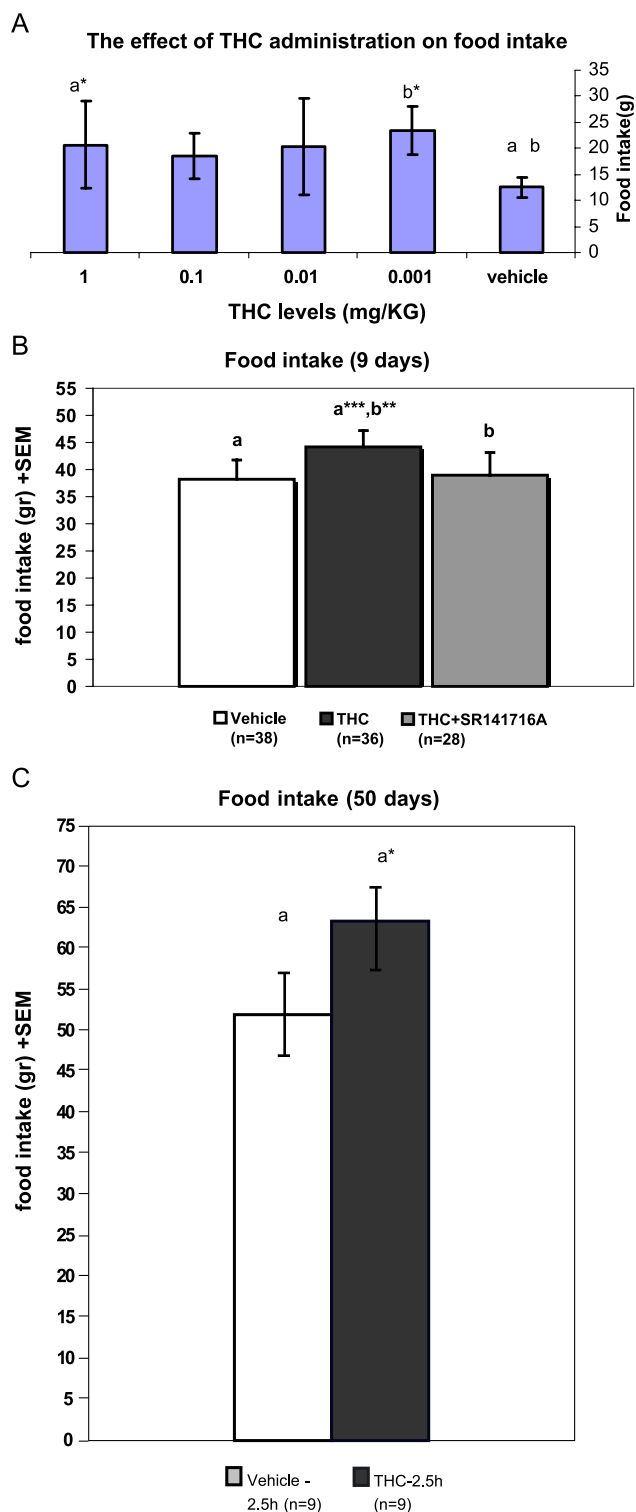 A
The effect of THC administration on food intake
a*
b*
a b
35
30
25
20
15
10
5
0
Food intake(g)
1 0.1 0.01 0.001 vehicle
THC levels (mg/KG)
B
Food intake (9 days)
55
50
45
40
35
30
25
20
15
10
5
0
food intake (gr) +SEM
a
a***,b**
b
Vehicle (n=38)
THC (n=36)
THC+SR141716A (n=28)
C
Food intake (50 days)
75
70
65
60
55
50
45
40
35
30
25
20
15
10
5
0
food intake (gr) +SEM
a
a*
Vehicle - 2.5h (n=9)
THC-2.5h (n=9)